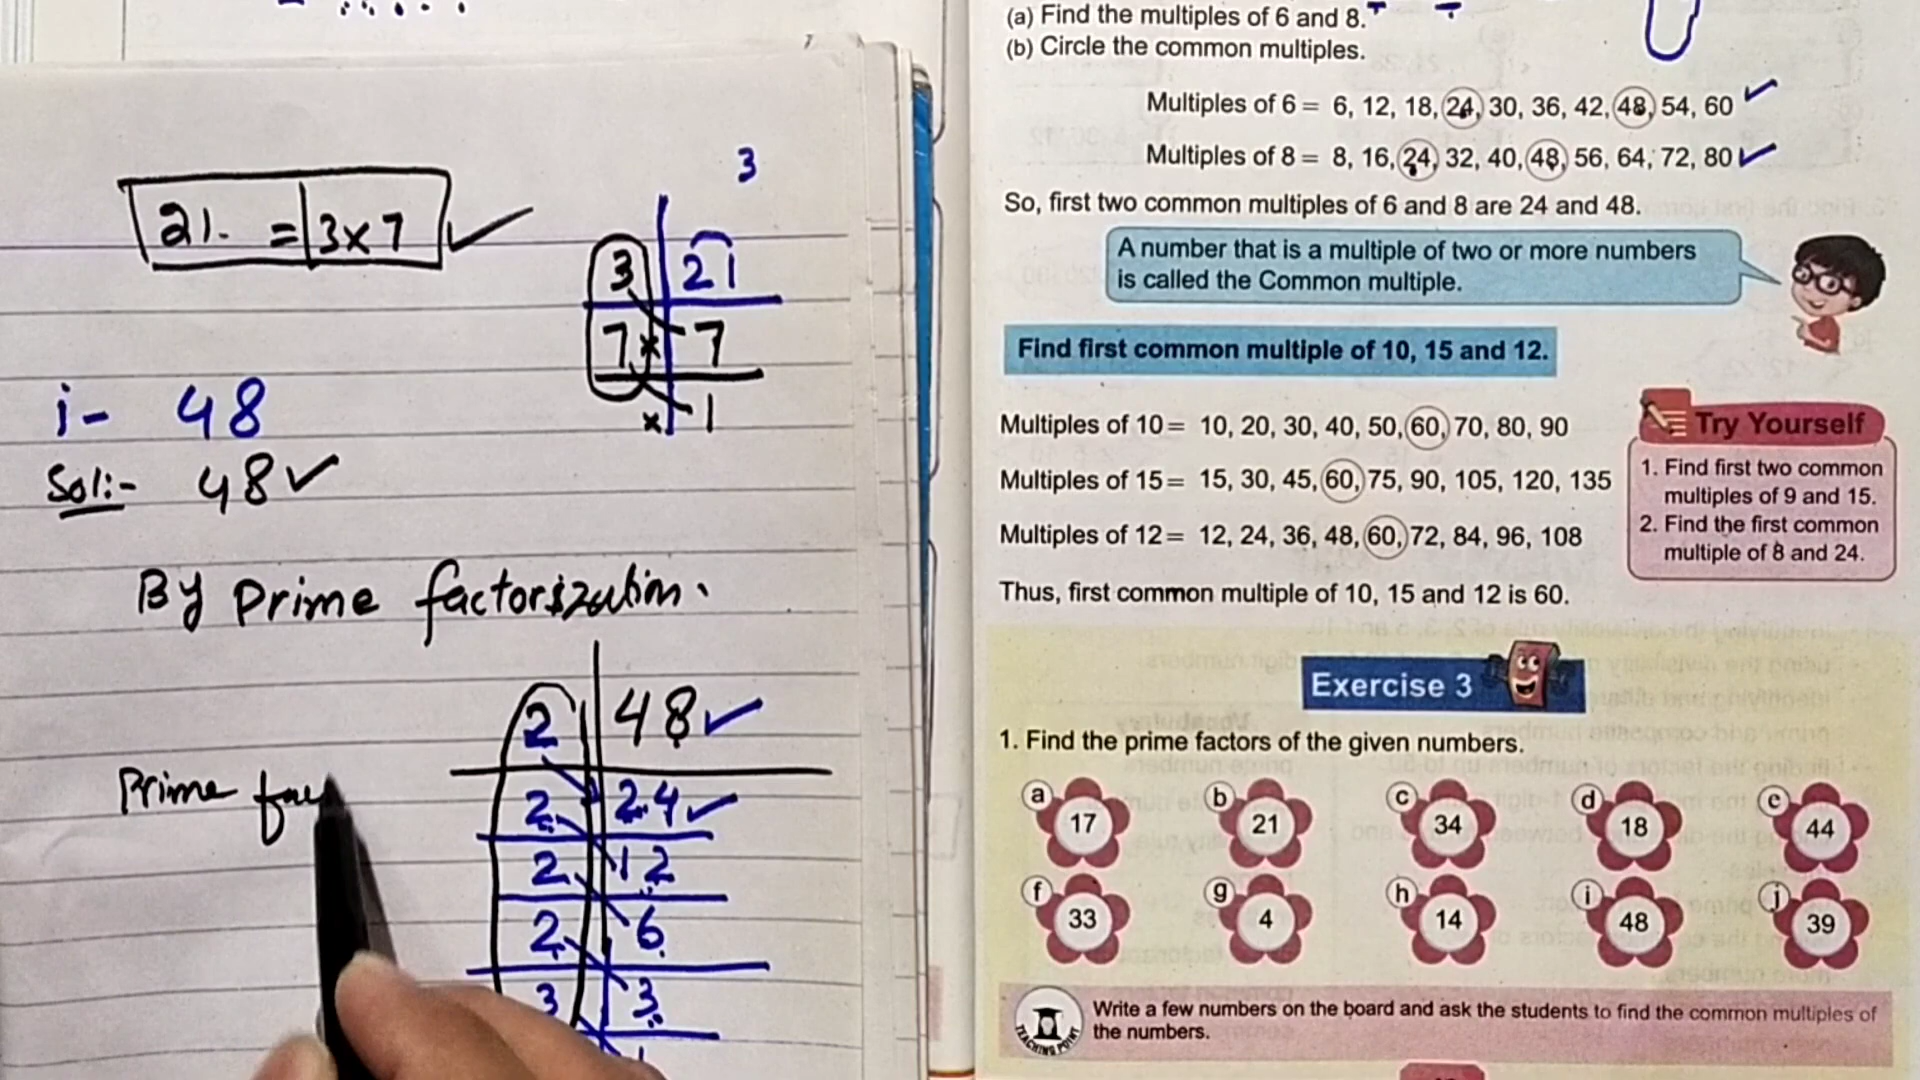 21. = 3x7 ✓
3
3 21
7 x 7
x 1
i- 48
Sol:- 48 ✓
By Prime factorization.
2 48 ✓
2 24 ✓
2 12
2 6
3 3
1
Prime fac
(a) Find the multiples of 6 and 8.
(b) Circle the common multiples.
Multiples of 6 = 6, 12, 18, 24, 30, 36, 42, 48, 54, 60 ✓
Multiples of 8 = 8, 16, 24, 32, 40, 48, 56, 64, 72, 80 ✓
So, first two common multiples of 6 and 8 are 24 and 48.
A number that is a multiple of two or more numbers
is called the Common multiple.
Find first common multiple of 10, 15 and 12.
Multiples of 10 = 10, 20, 30, 40, 50, 60, 70, 80, 90
Multiples of 15 = 15, 30, 45, 60, 75, 90, 105, 120, 135
Multiples of 12 = 12, 24, 36, 48, 60, 72, 84, 96, 108
Thus, first common multiple of 10, 15 and 12 is 60.
Try Yourself
1. Find first two common
multiples of 9 and 15.
2. Find the first common
multiple of 8 and 24.
Exercise 3
1. Find the prime factors of the given numbers.
a 17 b 21 c 34 d 18 e 44
f 33 g 4 h 14 i 48 j 39
TEACHING POINT
Write a few numbers on the board and ask the students to find the common multiples of
the numbers.